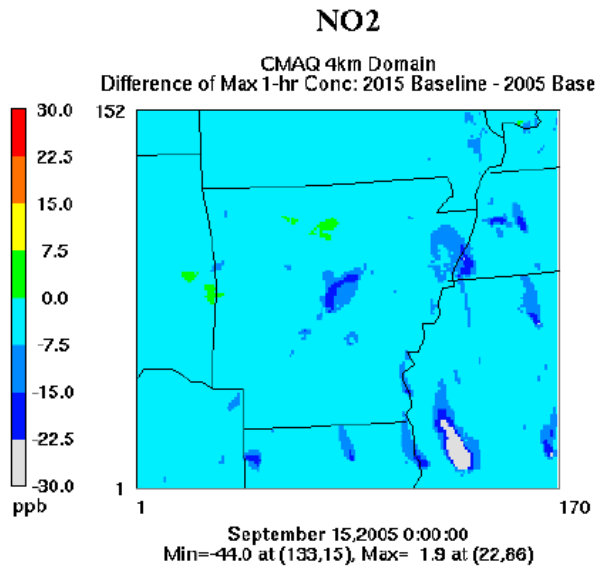 NO2
CMAQ 4km Domain
Difference of Max 1-hr Conc: 2015 Baseline - 2005 Base
30.0
22.5
15.0
7.5
0.0
-7.5
-15.0
-22.5
-30.0
ppb
152
1
1
170
September 15,2005 0:00:00
Min=-44.0 at (133,15), Max= 1.9 at (22,86)